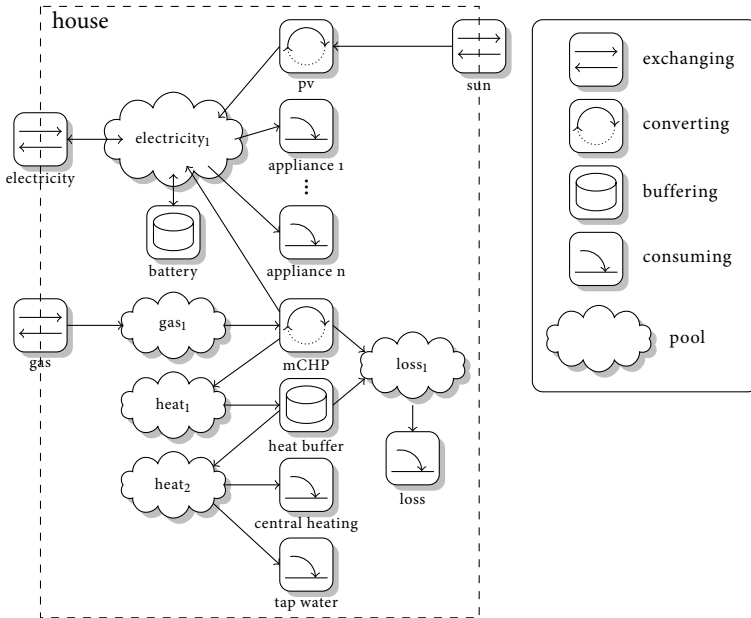 house
pv
sun
exchanging
electricity₁
electricity
appliance 1
converting
⋮
battery
appliance n
buffering
consuming
gas₁
gas
mCHP
loss₁
pool
heat₁
heat buffer
heat₂
loss
central heating
tap water